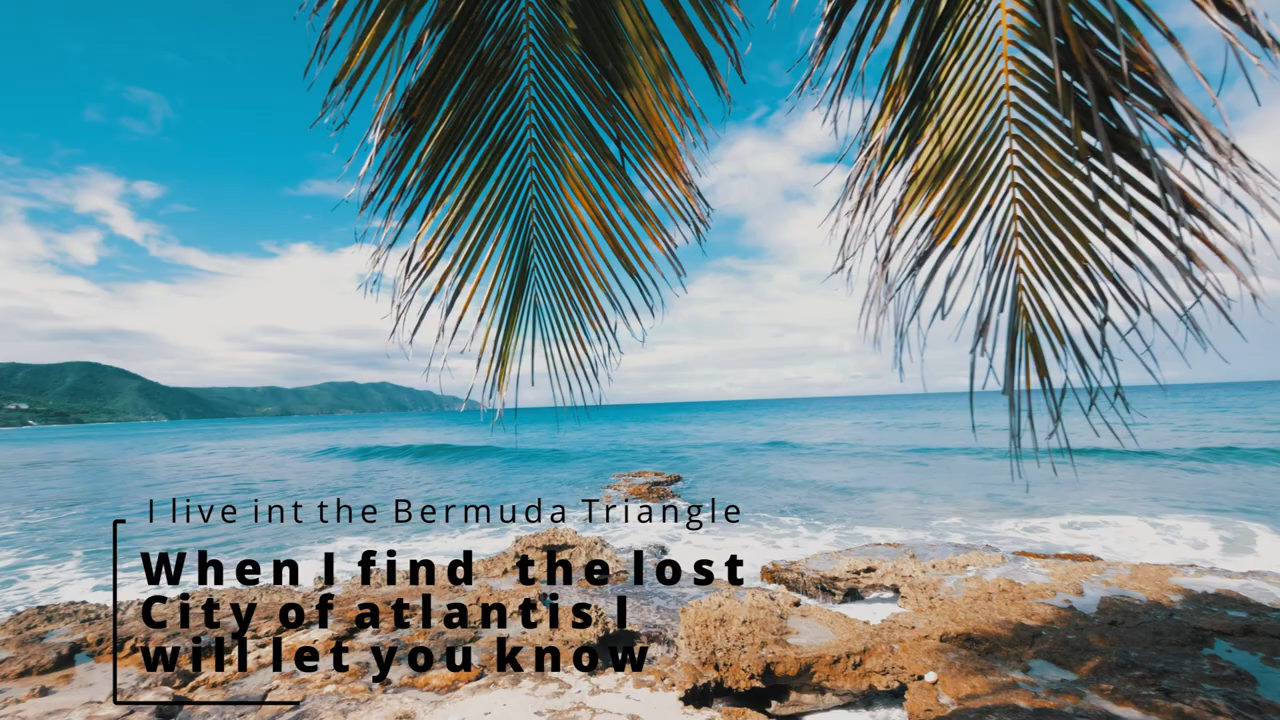 I live int the Bermuda Triangle
When I find the lost
City of atlantis I
will let you know